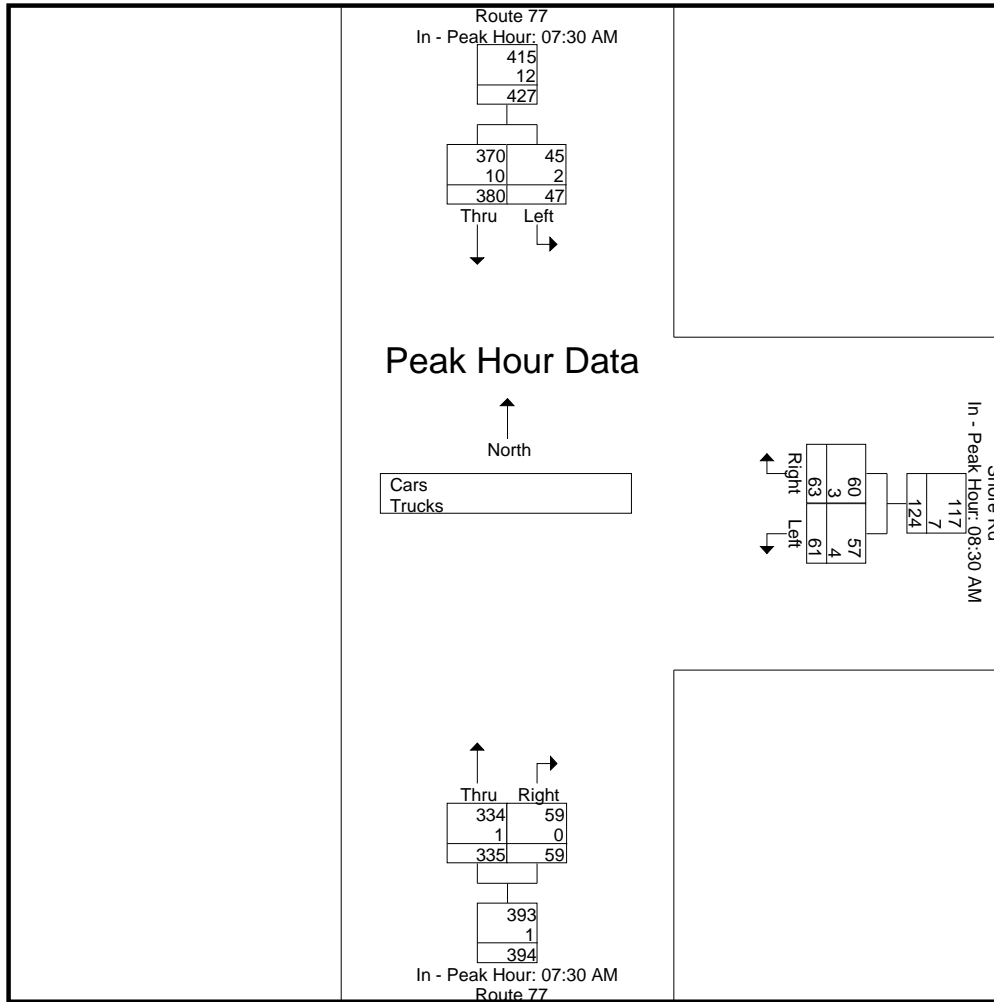 Route 77
In - Peak Hour: 07:30 AM
415
12
427
370 45
10 2
380 47
Thru Left
Peak Hour Data
North
Cars
Trucks
Shore Rd
In - Peak Hour: 08:30 AM
117
7
124
60 57
3 4
63 61
Right Left
Thru Right
334 59
1 0
335 59
393
1
394
In - Peak Hour: 07:30 AM
Route 77